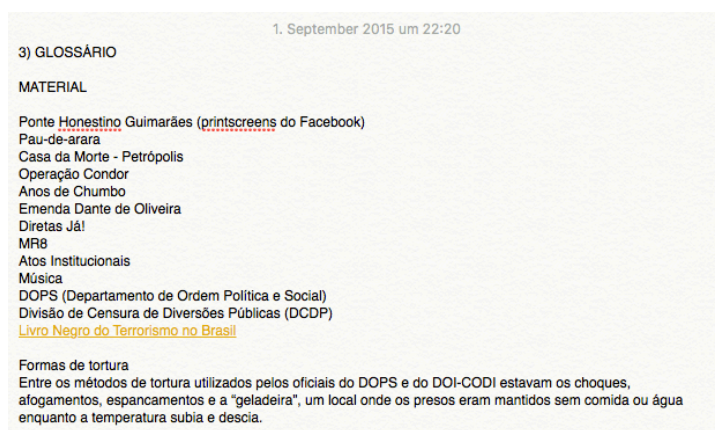 1. September 2015 um 22:20
3) GLOSSÁRIO
MATERIAL
Ponte Honestino Guimarães (printscreens do Facebook)
Pau-de-arara
Casa da Morte - Petrópolis
Operação Condor
Anos de Chumbo
Emenda Dante de Oliveira
Diretas Já!
MR8
Atos Institucionais
Música
DOPS (Departamento de Ordem Política e Social)
Divisão de Censura de Diversões Públicas (DCDP)
Livro Negro do Terrorismo no Brasil
Formas de tortura
Entre os métodos de tortura utilizados pelos oficiais do DOPS e do DOI-CODI estavam os choques,
afogamentos, espancamentos e a “geladeira”, um local onde os presos eram mantidos sem comida ou água
enquanto a temperatura subia e descia.